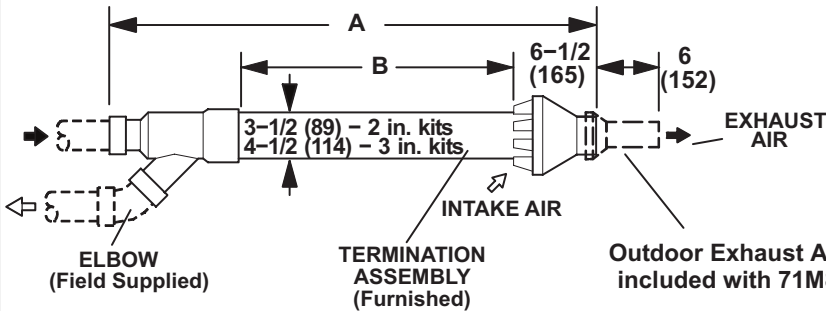 A
B
6−1/2
(165)
6
(152)
3−1/2 (89) − 2 in. kits
4−1/2 (114) − 3 in. kits
EXHAUST
AIR
INTAKE AIR
ELBOW
(Field Supplied)
TERMINATION
ASSEMBLY
(Furnished)
Outdoor Exhaust
included with